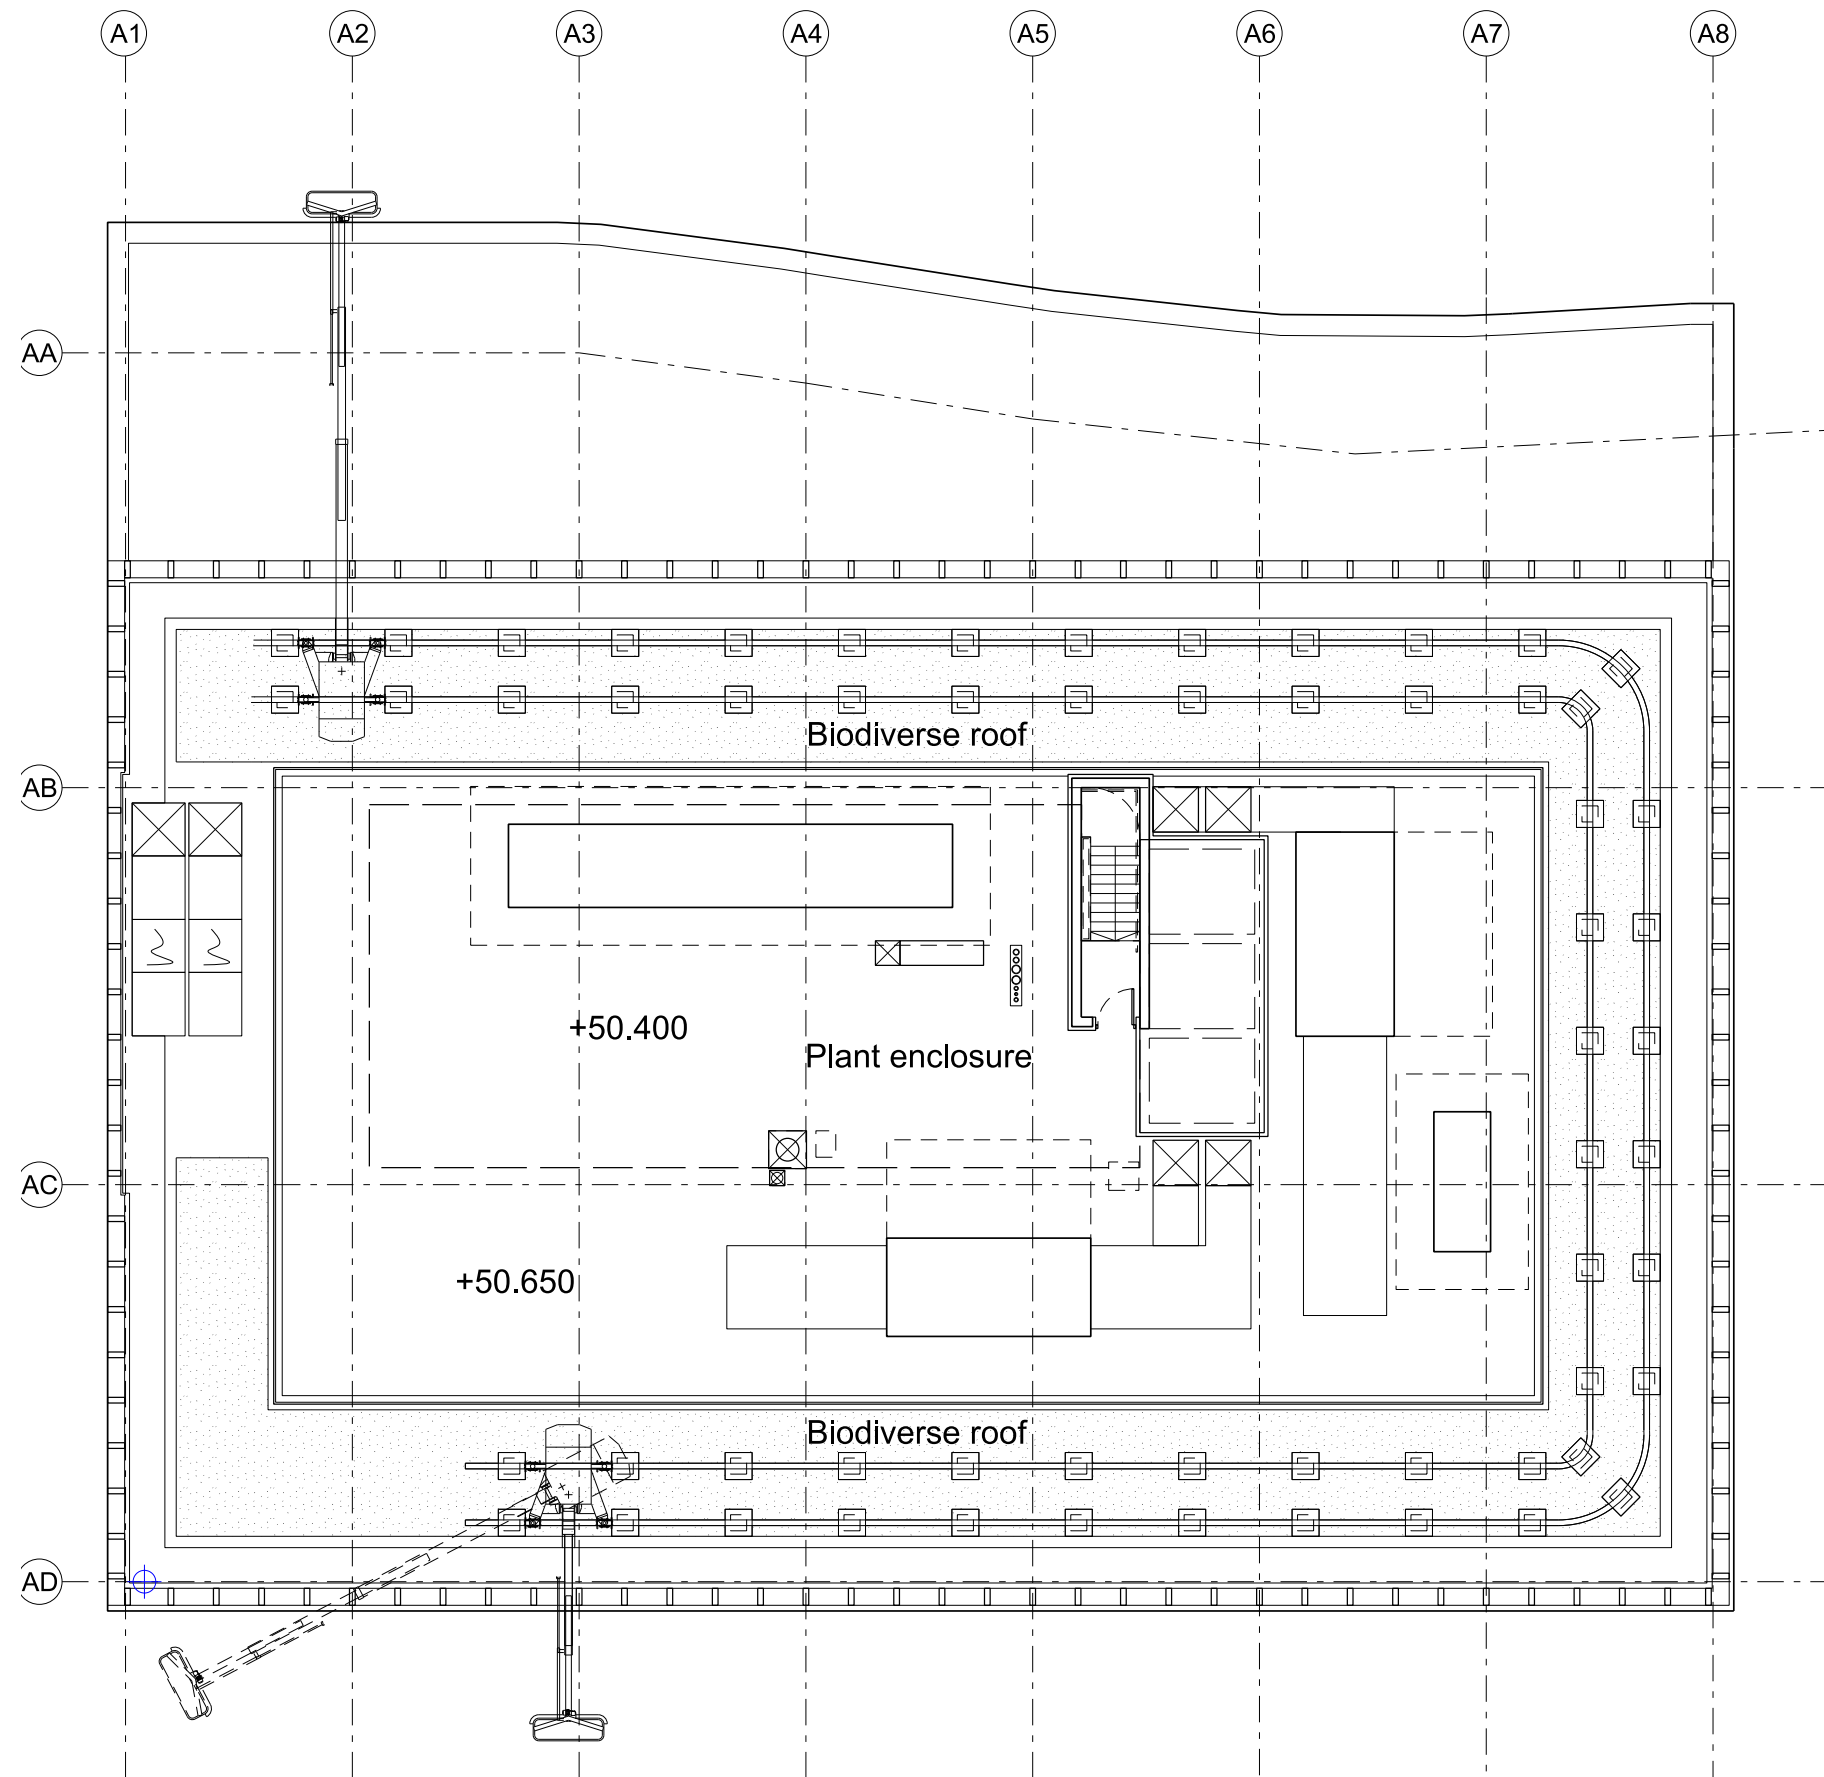 A1 A2 A3 A4 A5 A6 A7 A8
AA
Biodiverse roof
AB
+50.400
Plant enclosure
AC
+50.650
Biodiverse roof
AD